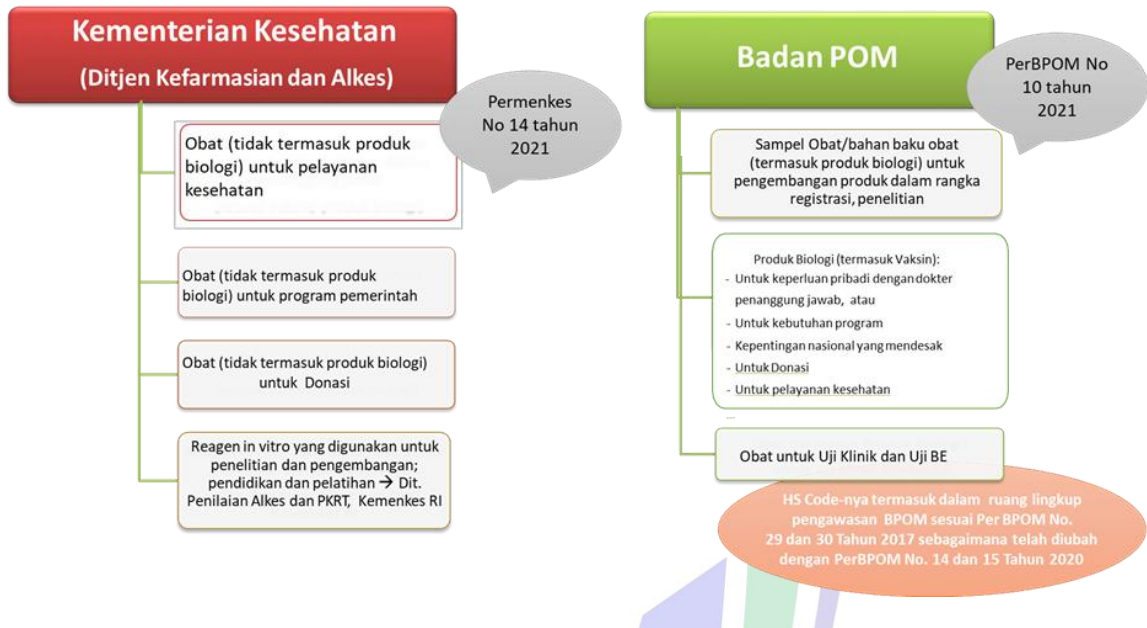 Kementerian Kesehatan
(Ditjen Kefarmasian dan Alkes)
Permenkes
No 14 tahun
2021
Obat (tidak termasuk produk
biologi) untuk pelayanan
kesehatan
Obat (tidak termasuk produk
biologi) untuk program pemerintah
Obat (tidak termasuk produk biologi)
untuk Donasi
Reagen in vitro yang digunakan untuk
penelitian dan pengembangan;
pendidikan dan pelatihan → Dit.
Penilaian Alkes dan PKRT, Kemenkes RI
Badan POM
PerBPOM No
10 tahun
2021
Sampel Obat/bahan baku obat
(termasuk produk biologi) untuk
pengembangan produk dalam rangka
registrasi, penelitian
Produk Biologi (termasuk Vaksin):
- Untuk keperluan pribadi dengan dokter
penanggung jawab, atau
- Untuk kebutuhan program
- Kepentingan nasional yang mendesak
- Untuk Donasi
- Untuk pelayanan kesehatan
...
Obat untuk Uji Klinik dan Uji BE
HS Code-nya termasuk dalam ruang lingkup
pengawasan BPOM sesuai Per BPOM No.
29 dan 30 Tahun 2017 sebagaimana telah diubah
dengan PerBPOM No. 14 dan 15 Tahun 2020